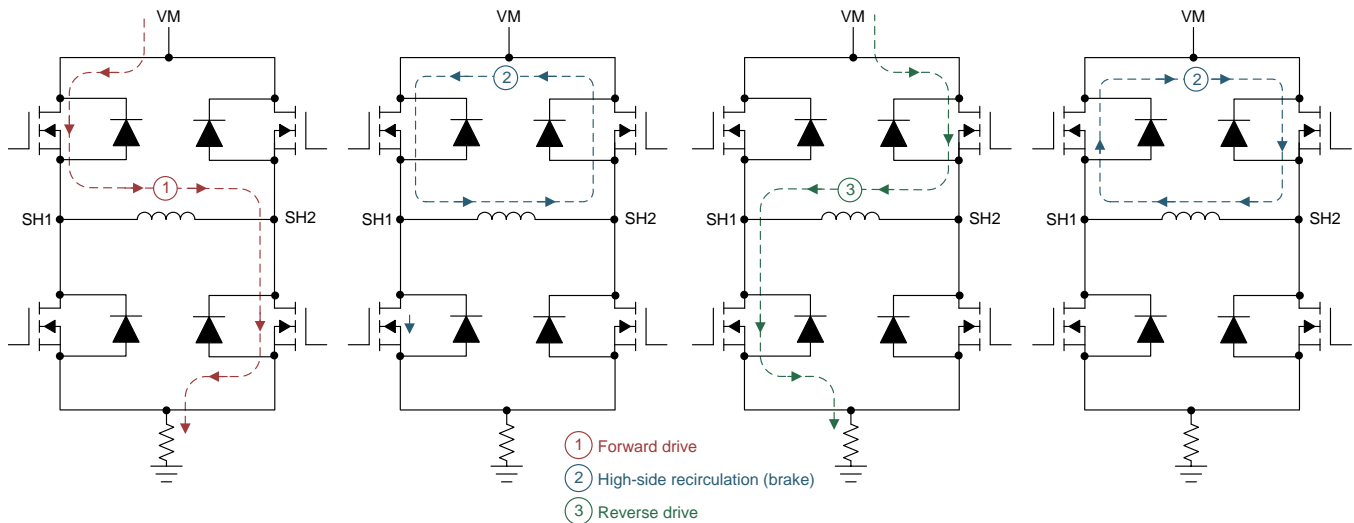 VM
VM
VM
VM
2
2
1
3
SH1
SH2
SH1
SH2
SH1
SH2
SH1
SH2
1 Forward drive
2 High-side recirculation (brake)
3 Reverse drive